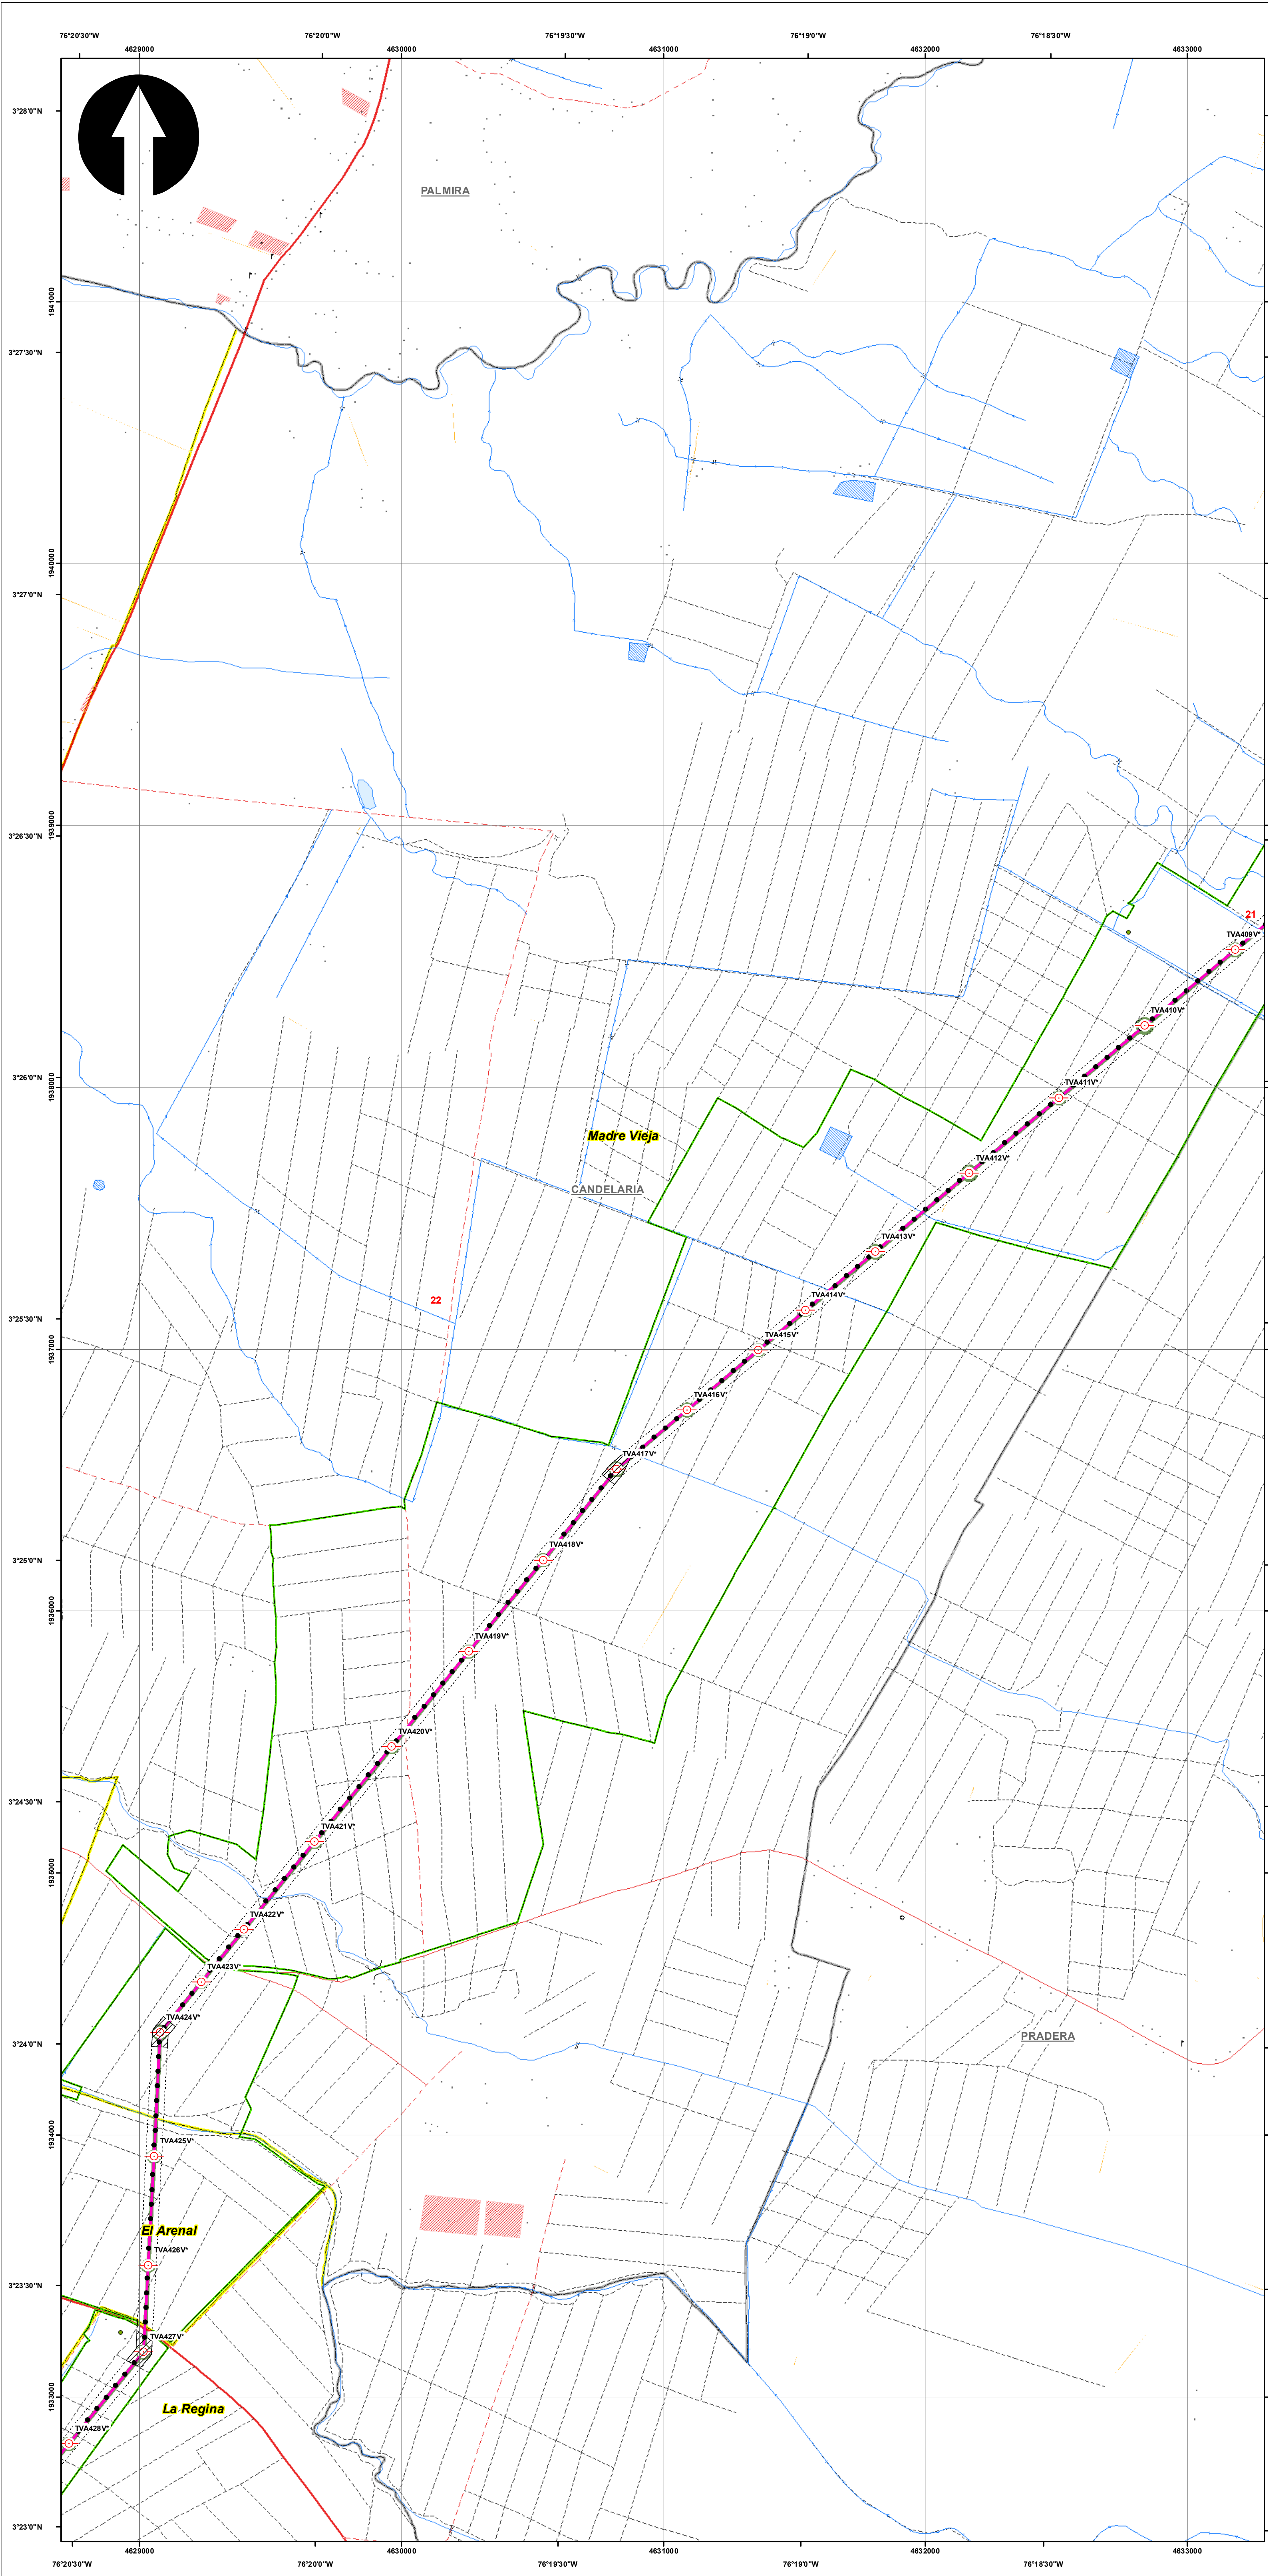 76°20'30"W 76°20'0"W 76°19'30"W 76°19'0"W 76°18'30"W
4629000 4630000 4631000 4632000 4633000
3°28'0"N
PALMIRA
1941000
3°27'30"N
1940000
3°27'0"N
1939000
3°26'30"N
21
TVA409V*
TVA410V*
3°26'0"N
1938000
TVA411V*
Madre Vieja
TVA412V*
CANDELARIA
TVA413V*
22
TVA414V*
3°25'30"N
TVA415V*
1937000
TVA416V*
TVA417V*
TVA418V*
3°25'0"N
1936000
TVA419V*
TVA420V*
3°24'30"N
TVA421V*
1935000
TVA422V*
TVA423V*
TVA424V*
PRADERA
3°24'0"N
1934000
TVA425V*
El Arenal
TVA426V*
3°23'30"N
TVA427V*
1933000
La Regina
TVA428V*
3°23'0"N
4629000 4630000 4631000 4632000 4633000
76°20'30"W 76°20'0"W 76°19'30"W 76°19'0"W 76°18'30"W